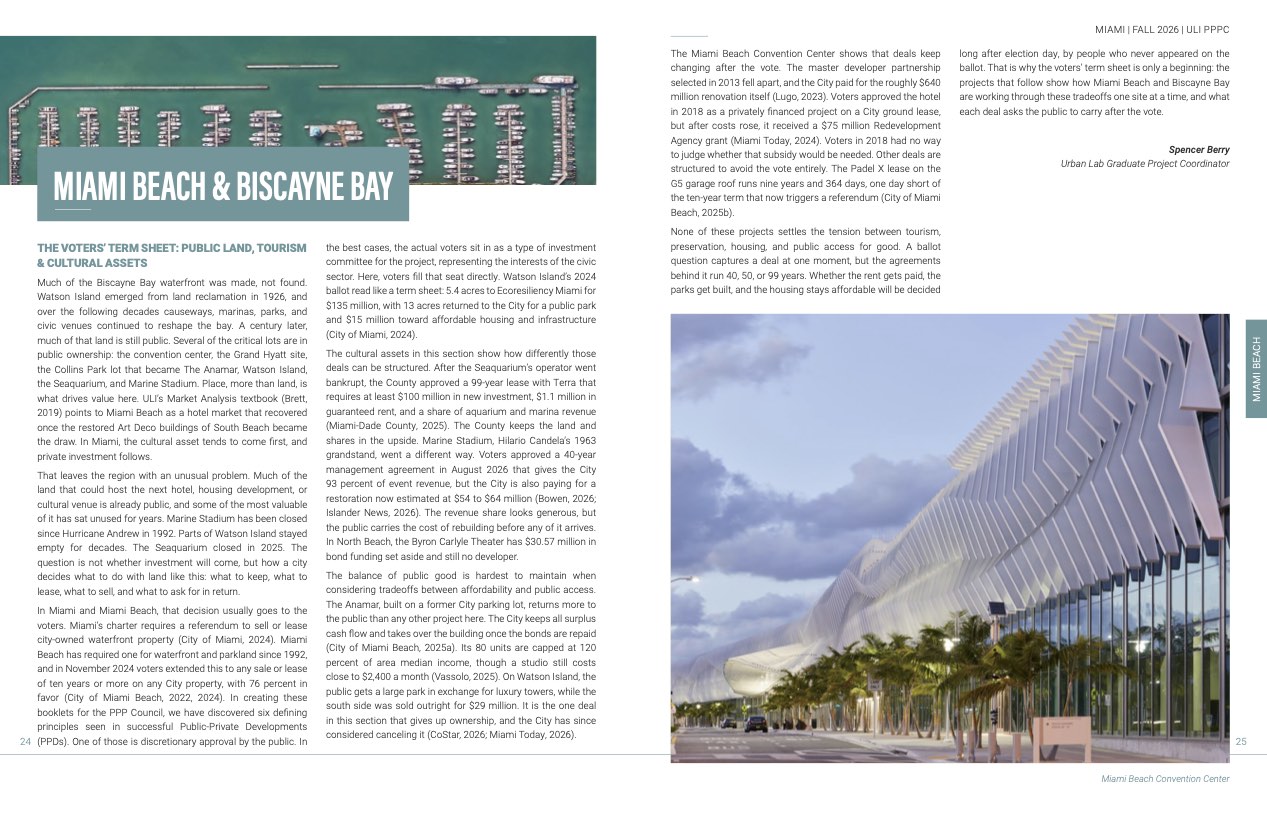 MIAMI BEACH & BISCAYNE BAY
THE VOTERS' TERM SHEET: PUBLIC LAND, TOURISM
& CULTURAL ASSETS
Much of the Biscayne Bay waterfront was made, not found.
Watson Island emerged from land reclamation in 1926, and
over the following decades causeways, marinas, parks, and
civic venues continued to reshape the bay. A century later,
much of that land is still public. Several of the critical lots are in
public ownership: the convention center, the Grand Hyatt site,
the Collins Park lot that became The Anamar, Watson Island,
the Seaquarium, and Marine Stadium. Place, more than land, is
what drives value here. ULI's Market Analysis textbook (Brett,
2019) points to Miami Beach as a hotel market that recovered
once the restored Art Deco buildings of South Beach became
the draw. In Miami, the cultural asset tends to come first, and
private investment follows.
That leaves the region with an unusual problem. Much of the
land that could host the next hotel, housing development, or
cultural venue is already public, and some of the most valuable
of it has sat unused for years. Marine Stadium has been closed
since Hurricane Andrew in 1992. Parts of Watson Island stayed
empty for decades. The Seaquarium closed in 2025. The
question is not whether investment will come, but how a city
decides what to do with land like this: what to keep, what to
lease, what to sell, and what to ask for in return.
In Miami and Miami Beach, that decision usually goes to the
voters. Miami's charter requires a referendum to sell or lease
city-owned waterfront property (City of Miami, 2024). Miami
Beach has required one for waterfront and parkland since 1992,
and in November 2024 voters extended this to any sale or lease
of ten years or more on any City property, with 76 percent in
favor (City of Miami Beach, 2022, 2024). In creating these
booklets for the PPP Council, we have discovered six defining
principles seen in successful Public-Private Developments
(PPDs). One of those is discretionary approval by the public. In
24
the best cases, the actual voters sit in as a type of investment
committee for the project, representing the interests of the civic
sector. Here, voters fill that seat directly. Watson Island's 2024
ballot read like a term sheet: 5.4 acres to Ecoresiliency Miami for
$135 million, with 13 acres returned to the City for a public park
and $15 million toward affordable housing and infrastructure
(City of Miami, 2024).
The cultural assets in this section show how differently those
deals can be structured. After the Seaquarium's operator went
bankrupt, the County approved a 99-year lease with Terra that
requires at least $100 million in new investment, $1.1 million in
guaranteed rent, and a share of aquarium and marina revenue
(Miami-Dade County, 2025). The County keeps the land and
shares in the upside. Marine Stadium, Hilario Candela's 1963
grandstand, went a different way. Voters approved a 40-year
management agreement in August 2026 that gives the City
93 percent of event revenue, but the City is also paying for a
restoration now estimated at $54 to $64 million (Bowen, 2026;
Islander News, 2026). The revenue share looks generous, but
the public carries the cost of rebuilding before any of it arrives.
In North Beach, the Byron Carlyle Theater has $30.57 million in
bond funding set aside and still no developer.
The balance of public good is hardest to maintain when
considering tradeoffs between affordability and public access.
The Anamar, built on a former City parking lot, returns more to
the public than any other project here. The City keeps all surplus
cash flow and takes over the building once the bonds are repaid
(City of Miami Beach, 2025a). Its 80 units are capped at 120
percent of area median income, though a studio still costs
close to $2,400 a month (Vassolo, 2025). On Watson Island, the
public gets a large park in exchange for luxury towers, while the
south side was sold outright for $29 million. It is the one deal
in this section that gives up ownership, and the City has since
considered canceling it (CoStar, 2026; Miami Today, 2026).
MIAMI | FALL 2026 | ULI PPPC
The Miami Beach Convention Center shows that deals keep
changing after the vote. The master developer partnership
selected in 2013 fell apart, and the City paid for the roughly $640
million renovation itself (Lugo, 2023). Voters approved the hotel
in 2018 as a privately financed project on a City ground lease,
but after costs rose, it received a $75 million Redevelopment
Agency grant (Miami Today, 2024). Voters in 2018 had no way
to judge whether that subsidy would be needed. Other deals are
structured to avoid the vote entirely. The Padel X lease on the
G5 garage roof runs nine years and 364 days, one day short of
the ten-year term that now triggers a referendum (City of Miami
Beach, 2025b).
None of these projects settles the tension between tourism,
preservation, housing, and public access for good. A ballot
question captures a deal at one moment, but the agreements
behind it run 40, 50, or 99 years. Whether the rent gets paid, the
parks get built, and the housing stays affordable will be decided
long after election day, by people who never appeared on the
ballot. That is why the voters' term sheet is only a beginning: the
projects that follow show how Miami Beach and Biscayne Bay
are working through these tradeoffs one site at a time, and what
each deal asks the public to carry after the vote.
Spencer Berry
Urban Lab Graduate Project Coordinator
MIAMI BEACH
25
Miami Beach Convention Center